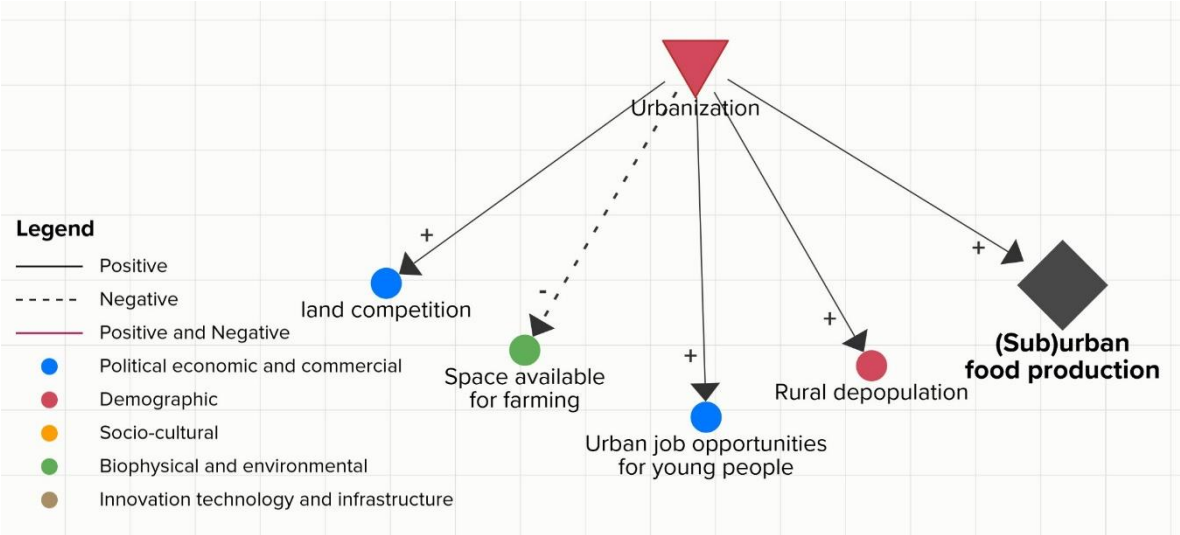 Urbanization
+
land competition
-
Space available
for farming
+
Urban job opportunities
for young people
+
Rural depopulation
+
(Sub)urban
food production
Legend
Positive
Negative
Positive and Negative
Political economic and commercial
Demographic
Socio-cultural
Biophysical and environmental
Innovation technology and infrastructure